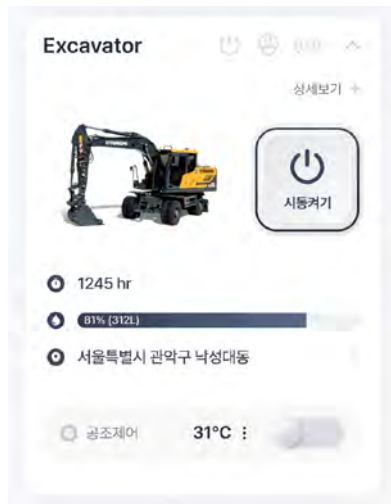 Excavator
상세보기 +
HYUNDAI
시동켜기
1245 hr
81% (312L)
서울특별시 관악구 낙성대동
공조제어 31°C